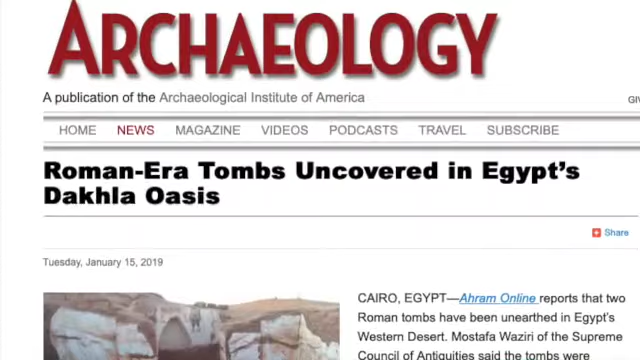 ARCHAEOLOGY
A publication of the Archaeological Institute of America
HOME NEWS MAGAZINE VIDEOS PODCASTS TRAVEL SUBSCRIBE
Roman-Era Tombs Uncovered in Egypt's
Dakhla Oasis
Share
Tuesday, January 15, 2019
CAIRO, EGYPT—Ahram Online reports that two
Roman tombs have been unearthed in Egypt's
Western Desert. Mostafa Waziri of the Supreme
Council of Antiquities said the tombs were